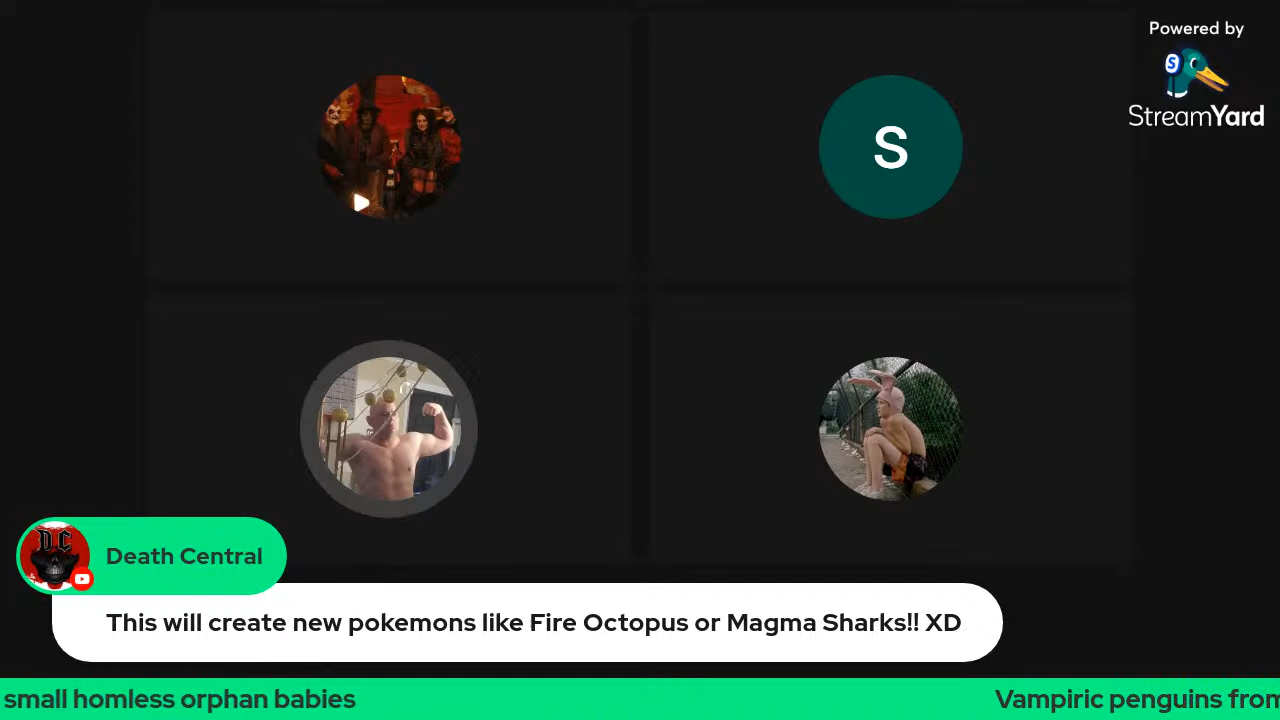 Powered by
S
StreamYard
S
DC
Death Central
This will create new pokemons like Fire Octopus or Magma Sharks!! XD
small homless orphan babies
Vampiric penguins from